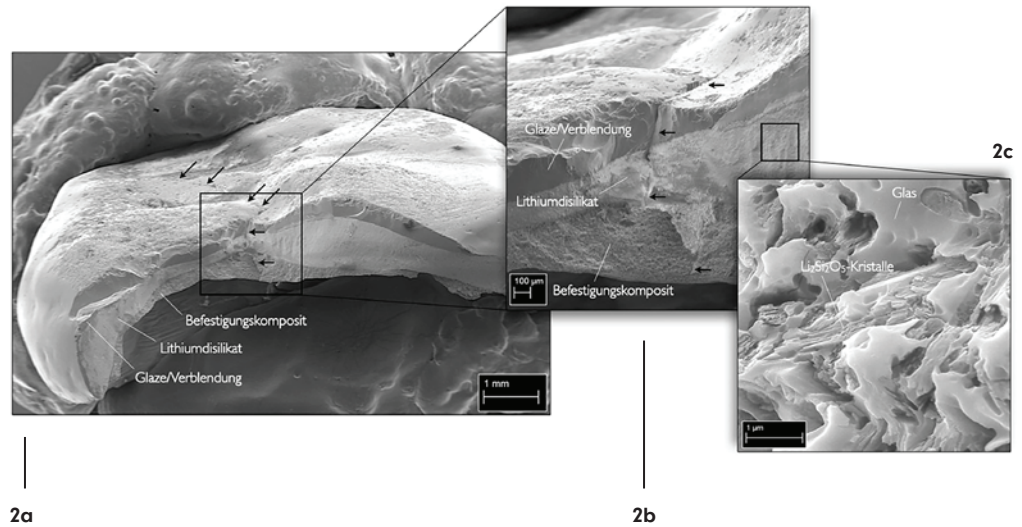 Befestigungskomposit
Lithiumdisilikat
Glaze/Verblendung
1 mm
2a
Glaze/Verblendung
Lithiumdisilikat
100 µm
Befestigungskomposit
2b
2c
Glas
Li₂Si₂O₅-Kristalle
1 µm